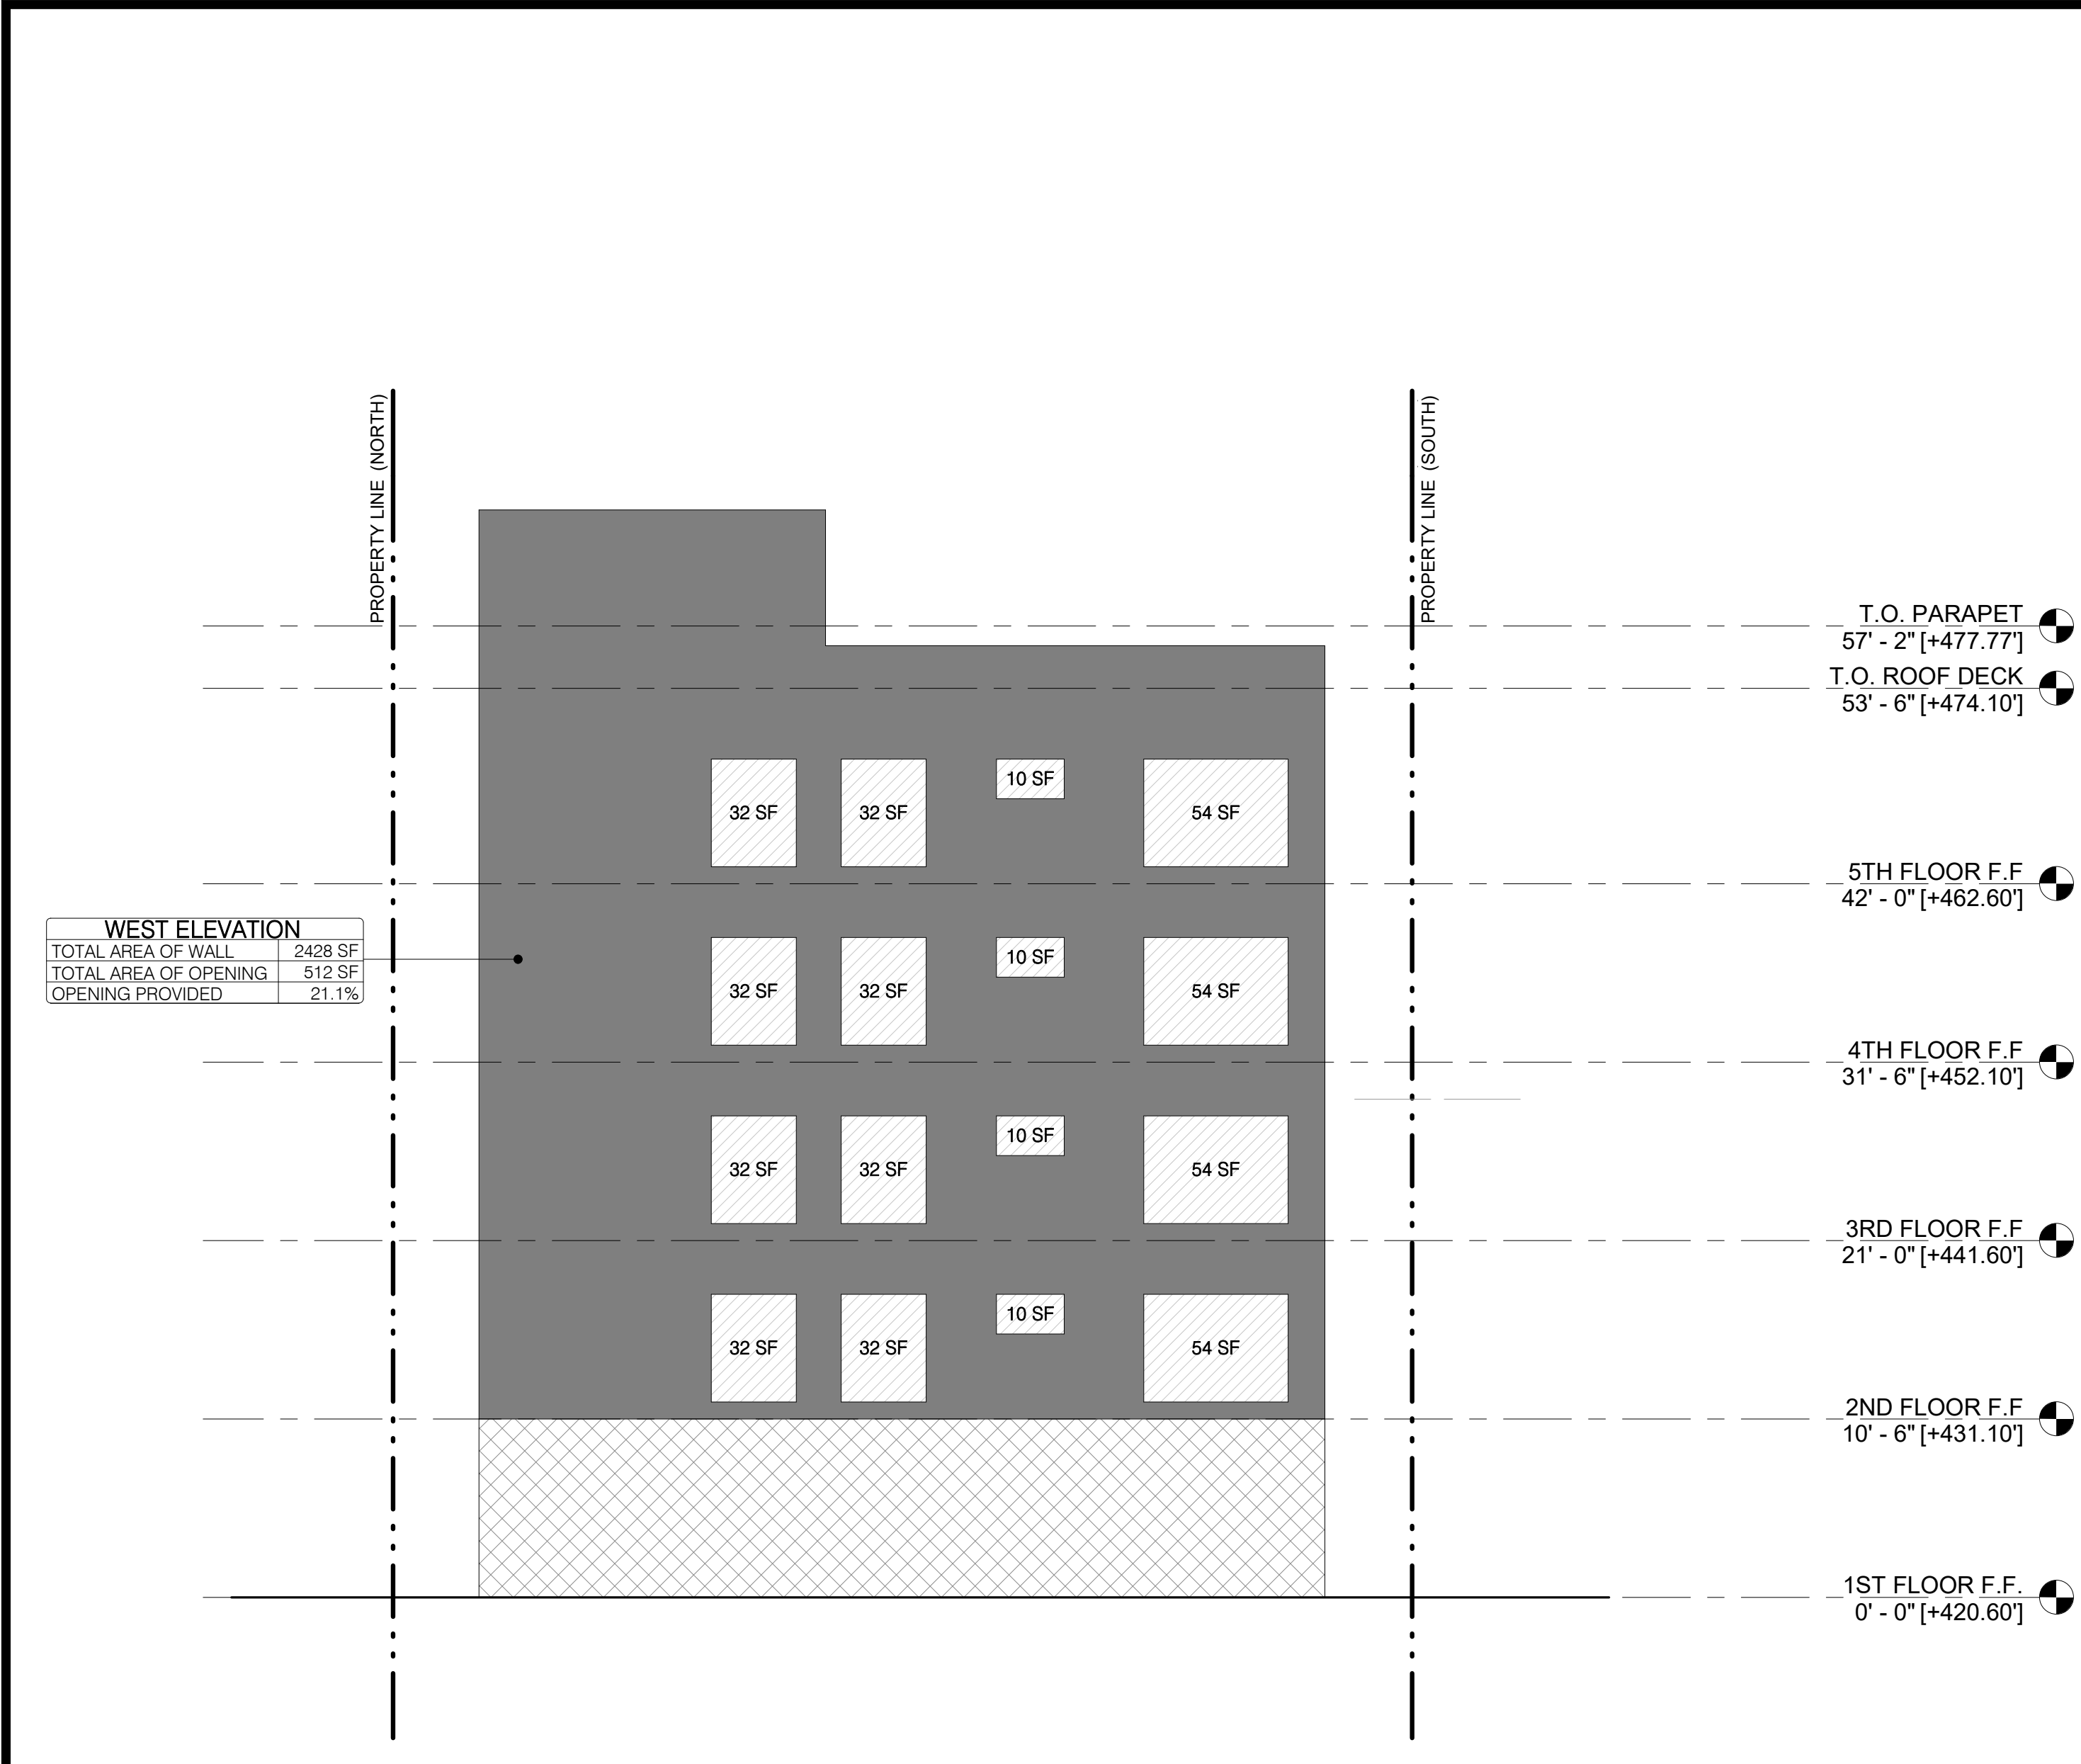 PROPERTY LINE (NORTH)
PROPERTY LINE (SOUTH)
T.O. PARAPET
57' - 2" [+477.77']
T.O. ROOF DECK
53' - 6" [+474.10']
10 SF
32 SF 32 SF 54 SF
5TH FLOOR F.F
42' - 0" [+462.60']
WEST ELEVATION
TOTAL AREA OF WALL 2428 SF
TOTAL AREA OF OPENING 512 SF
OPENING PROVIDED 21.1%
10 SF
32 SF 32 SF 54 SF
4TH FLOOR F.F
31' - 6" [+452.10']
10 SF
32 SF 32 SF 54 SF
3RD FLOOR F.F
21' - 0" [+441.60']
10 SF
32 SF 32 SF 54 SF
2ND FLOOR F.F
10' - 6" [+431.10']
1ST FLOOR F.F.
0' - 0" [+420.60']